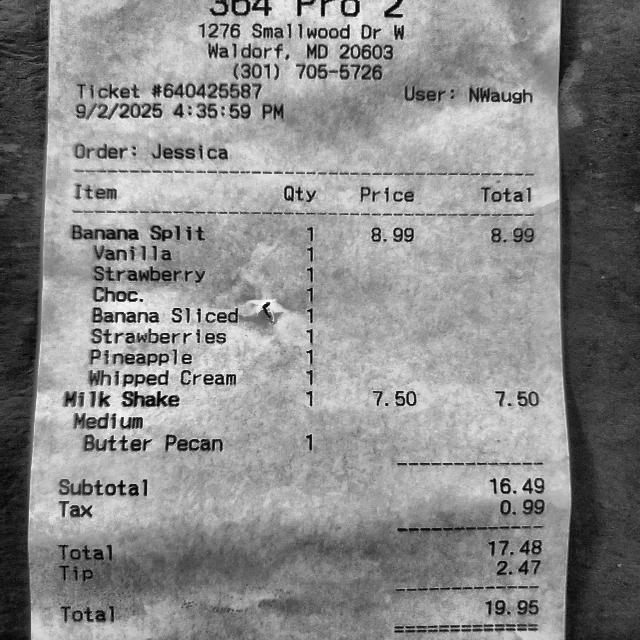 364 Pro 2
1276 Smallwood Dr W
Waldorf, MD 20603
(301) 705-5726
Ticket #640425587 User: NWaugh
9/2/2025 4:35:59 PM
Order: Jessica
Item Qty Price Total
Banana Split 1 8.99 8.99
Vanilla 1
Strawberry 1
Choc. 1
Banana Sliced 1
Strawberries 1
Pineapple 1
Whipped Cream 1
Milk Shake 1 7.50 7.50
Medium
Butter Pecan 1
Subtotal 16.49
Tax 0.99
Total 17.48
Tip 2.47
Total 19.95